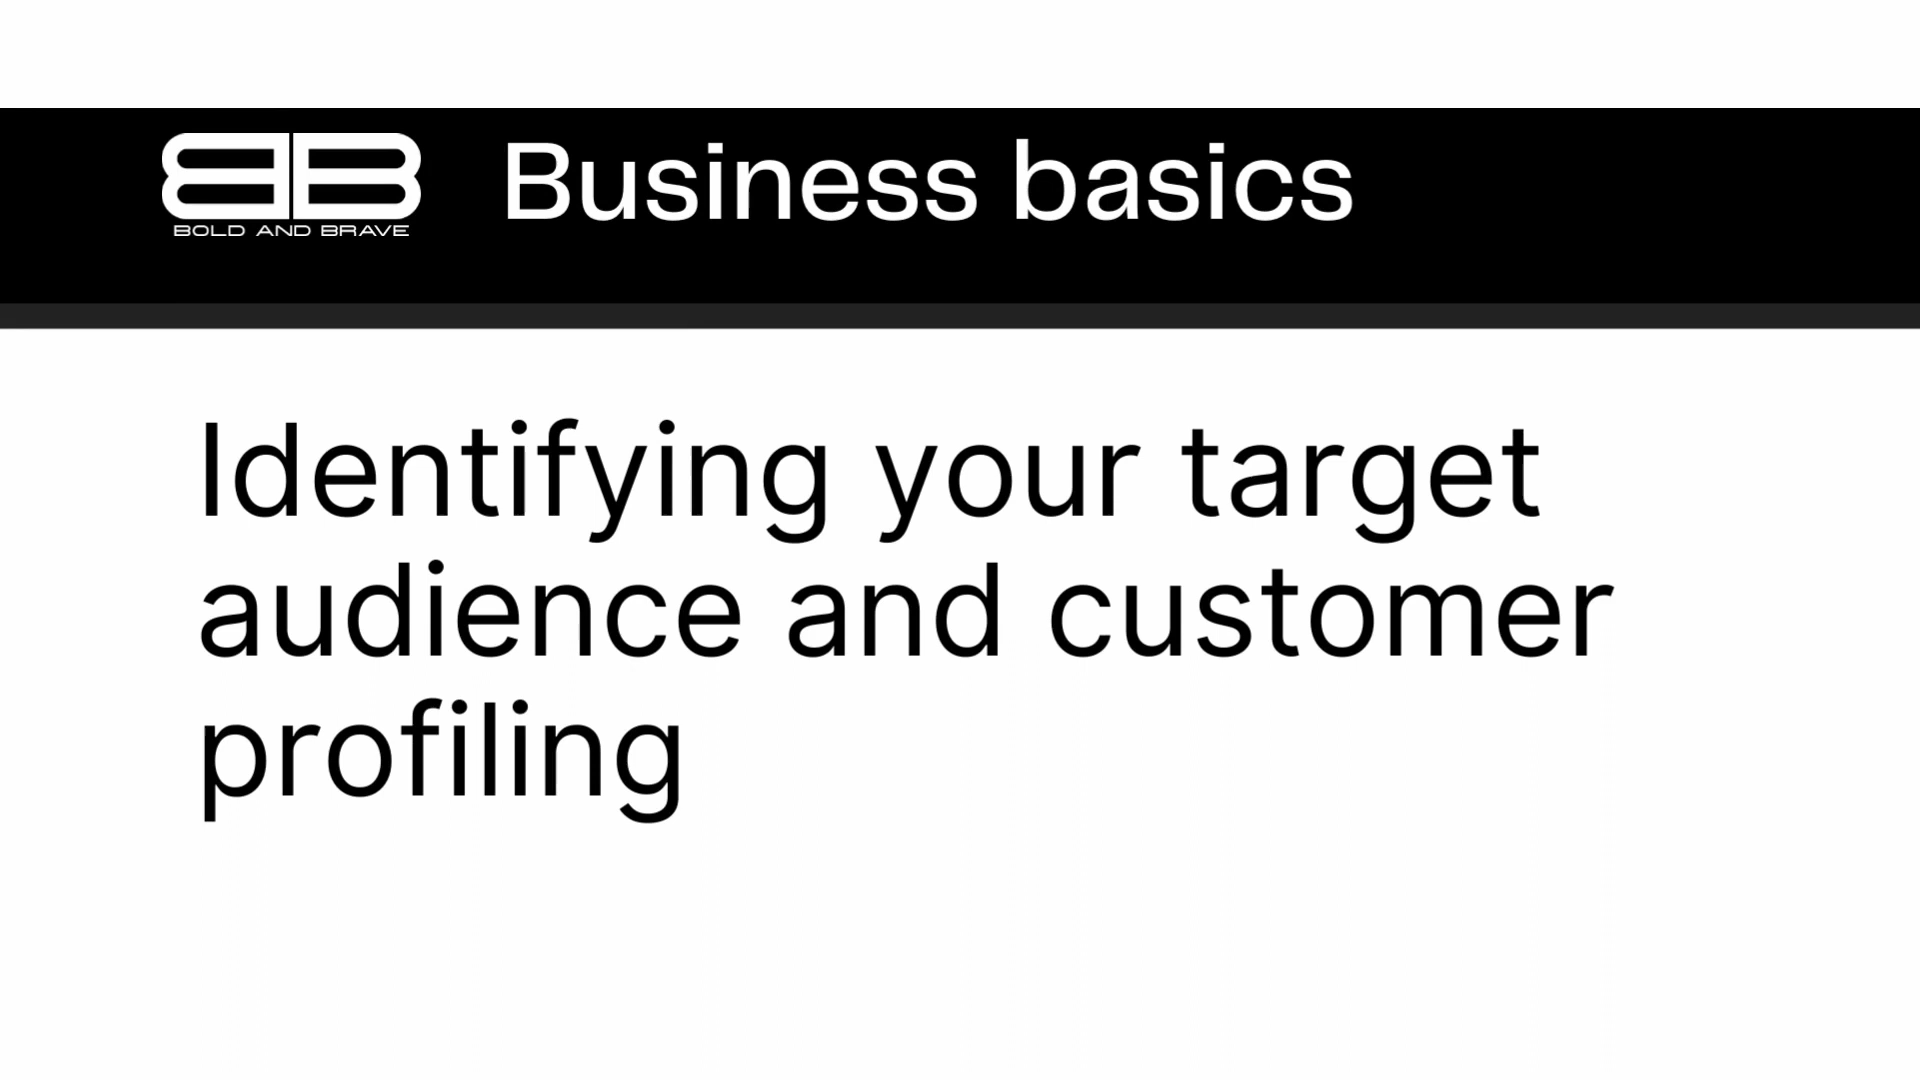 BOLD AND BRAVE
Business basics
Identifying your target
audience and customer
profiling